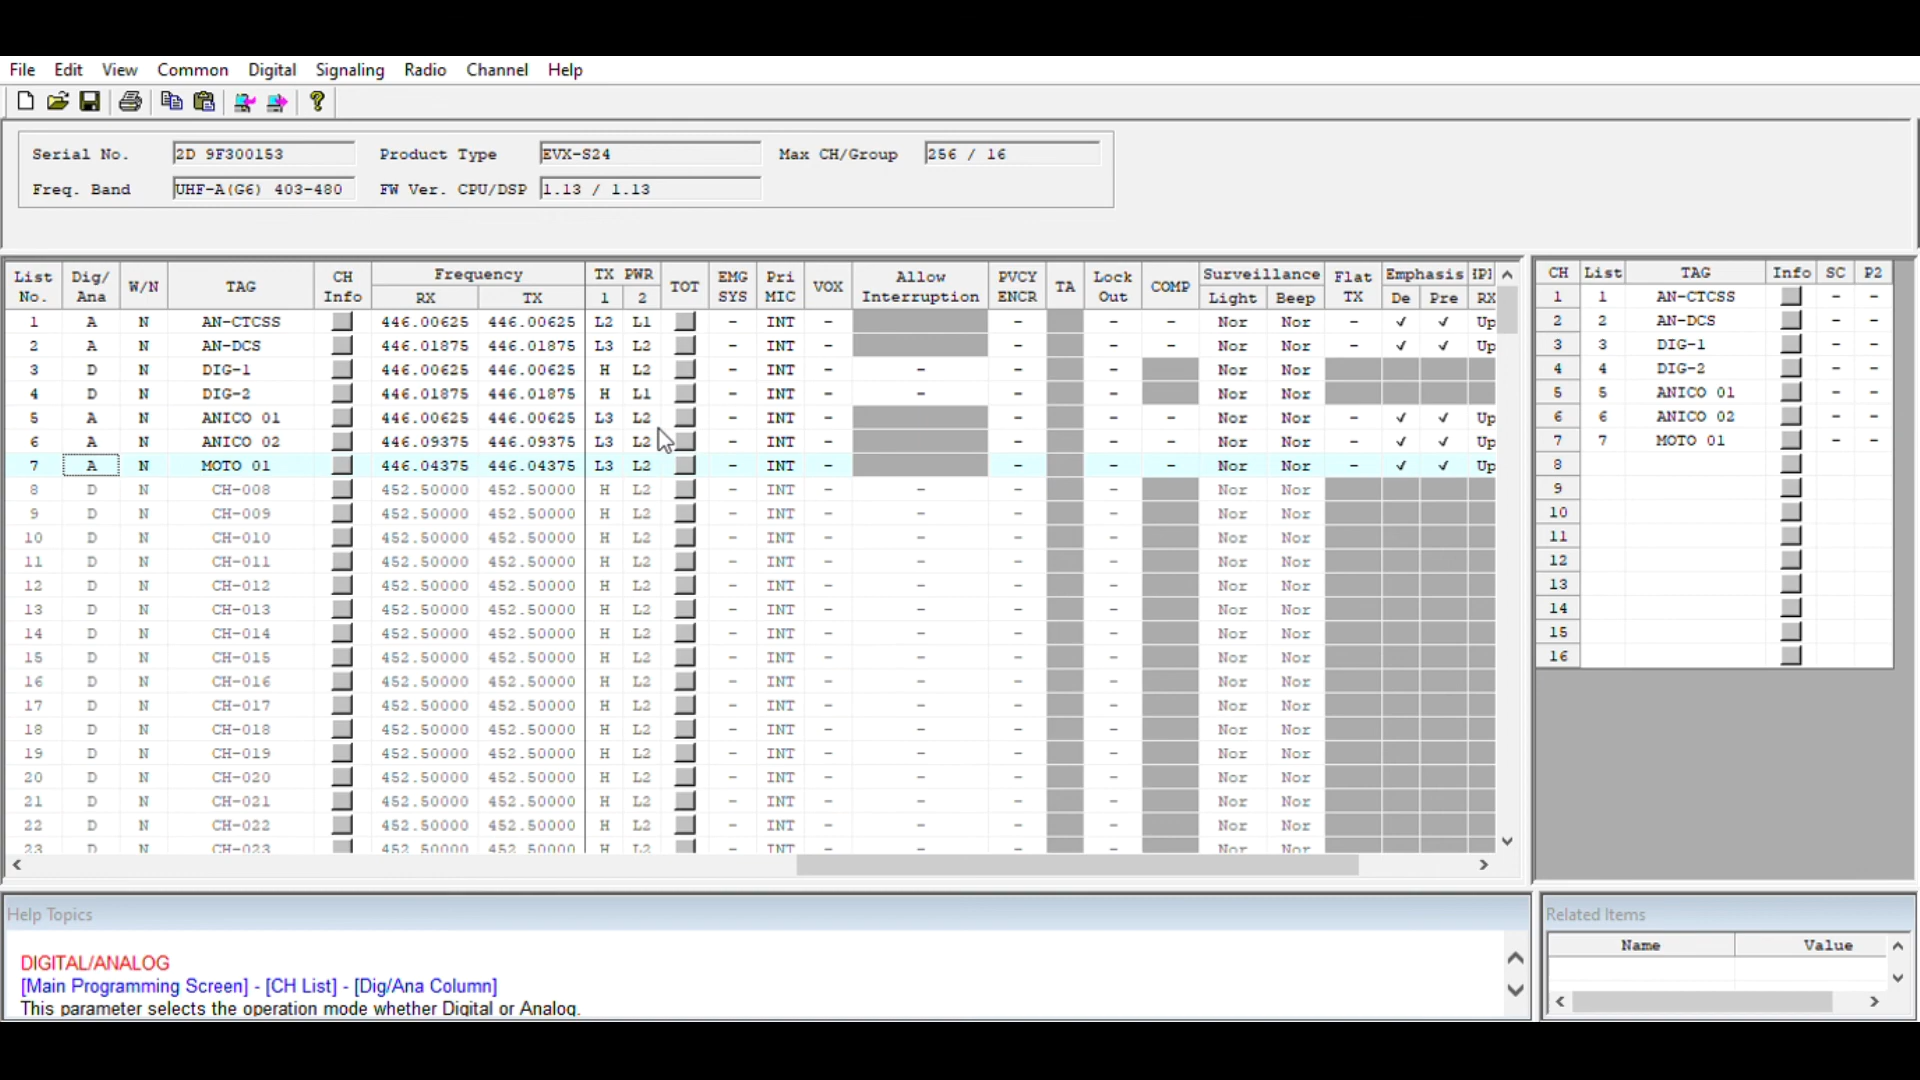 File Edit View Common Digital Signaling Radio Channel Help
Serial No. 2D 9F300153 Product Type EVX-S24 Max CH/Group 256 / 16
Freq. Band UHF-A(G6) 403-480 FW Ver. CPU/DSP 1.13 / 1.13
List No. Dig/ Ana W/N TAG CH Info Frequency RX TX TX PWR 1 2 TOT EMG SYS Pri MIC VOX Allow Interruption PVCY ENCR TA Lock Out COMP Surveillance Light Beep Flat TX Emphasis De Pre RX
1 A N AN-CTCSS 446.00625 446.00625 L2 L1 - INT - - - - Nor Nor - ✓ ✓ Up
2 A N AN-DCS 446.01875 446.01875 L3 L2 - INT - - - - Nor Nor - ✓ ✓ Up
3 D N DIG-1 446.00625 446.00625 H L2 - INT - - - - Nor Nor
4 D N DIG-2 446.01875 446.01875 H L1 - INT - - - - Nor Nor
5 A N ANICO 01 446.00625 446.00625 L3 L2 - INT - - - - Nor Nor - ✓ ✓ Up
6 A N ANICO 02 446.09375 446.09375 L3 L2 - INT - - - - Nor Nor - ✓ ✓ Up
7 A N MOTO 01 446.04375 446.04375 L3 L2 - INT - - - - Nor Nor - ✓ ✓ Up
8 D N CH-008 452.50000 452.50000 H L2 - INT - - - - Nor Nor
9 D N CH-009 452.50000 452.50000 H L2 - INT - - - - Nor Nor
10 D N CH-010 452.50000 452.50000 H L2 - INT - - - - Nor Nor
11 D N CH-011 452.50000 452.50000 H L2 - INT - - - - Nor Nor
12 D N CH-012 452.50000 452.50000 H L2 - INT - - - - Nor Nor
13 D N CH-013 452.50000 452.50000 H L2 - INT - - - - Nor Nor
14 D N CH-014 452.50000 452.50000 H L2 - INT - - - - Nor Nor
15 D N CH-015 452.50000 452.50000 H L2 - INT - - - - Nor Nor
16 D N CH-016 452.50000 452.50000 H L2 - INT - - - - Nor Nor
17 D N CH-017 452.50000 452.50000 H L2 - INT - - - - Nor Nor
18 D N CH-018 452.50000 452.50000 H L2 - INT - - - - Nor Nor
19 D N CH-019 452.50000 452.50000 H L2 - INT - - - - Nor Nor
20 D N CH-020 452.50000 452.50000 H L2 - INT - - - - Nor Nor
21 D N CH-021 452.50000 452.50000 H L2 - INT - - - - Nor Nor
22 D N CH-022 452.50000 452.50000 H L2 - INT - - - - Nor Nor
23 D N CH-023 452.50000 452.50000 H L2 - INT - - - - Nor Nor
CH List TAG Info SC P2
1 1 AN-CTCSS - -
2 2 AN-DCS - -
3 3 DIG-1 - -
4 4 DIG-2 - -
5 5 ANICO 01 - -
6 6 ANICO 02 - -
7 7 MOTO 01 - -
8
9
10
11
12
13
14
15
16
Help Topics
DIGITAL/ANALOG
[Main Programming Screen] - [CH List] - [Dig/Ana Column]
This parameter selects the operation mode whether Digital or Analog.
Related Items
Name Value